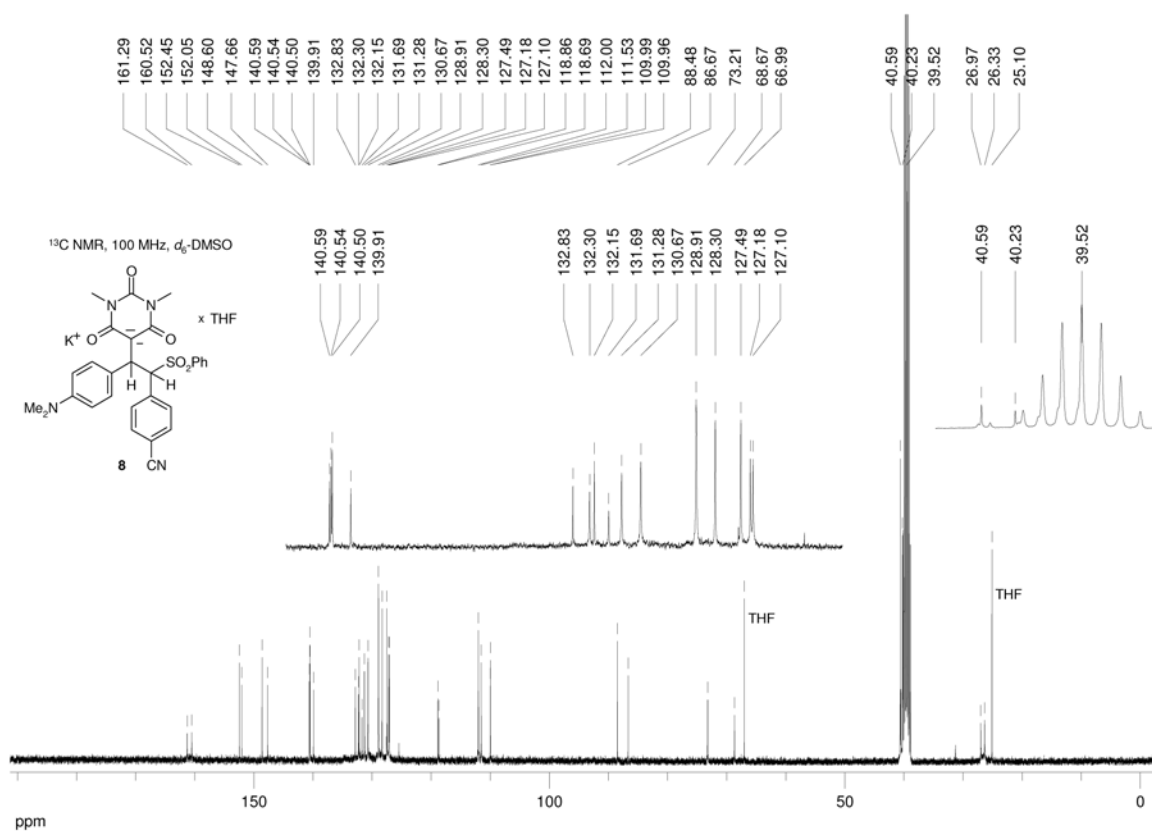 161.29 160.52 152.45 152.05 148.60 147.66 140.59 140.54 140.50 139.91 132.83 132.30 132.15 131.69 131.28 130.67 128.91 128.30 127.49 127.18 127.10 118.86 118.69 112.00 111.53 109.99 109.96 88.48 86.67 73.21 68.67 66.99 40.59 40.23 39.52 26.97 26.33 25.10
¹³C NMR, 100 MHz, d₆-DMSO
140.59 140.54 140.50 139.91 132.83 132.30 132.15 131.69 131.28 130.67 128.91 128.30 127.49 127.18 127.10 40.59 40.23 39.52
O
N N
O O
K⁺ − −
x THF
SO₂Ph
H H
Me₂N
8 CN
THF
THF
150 100 50 0
ppm